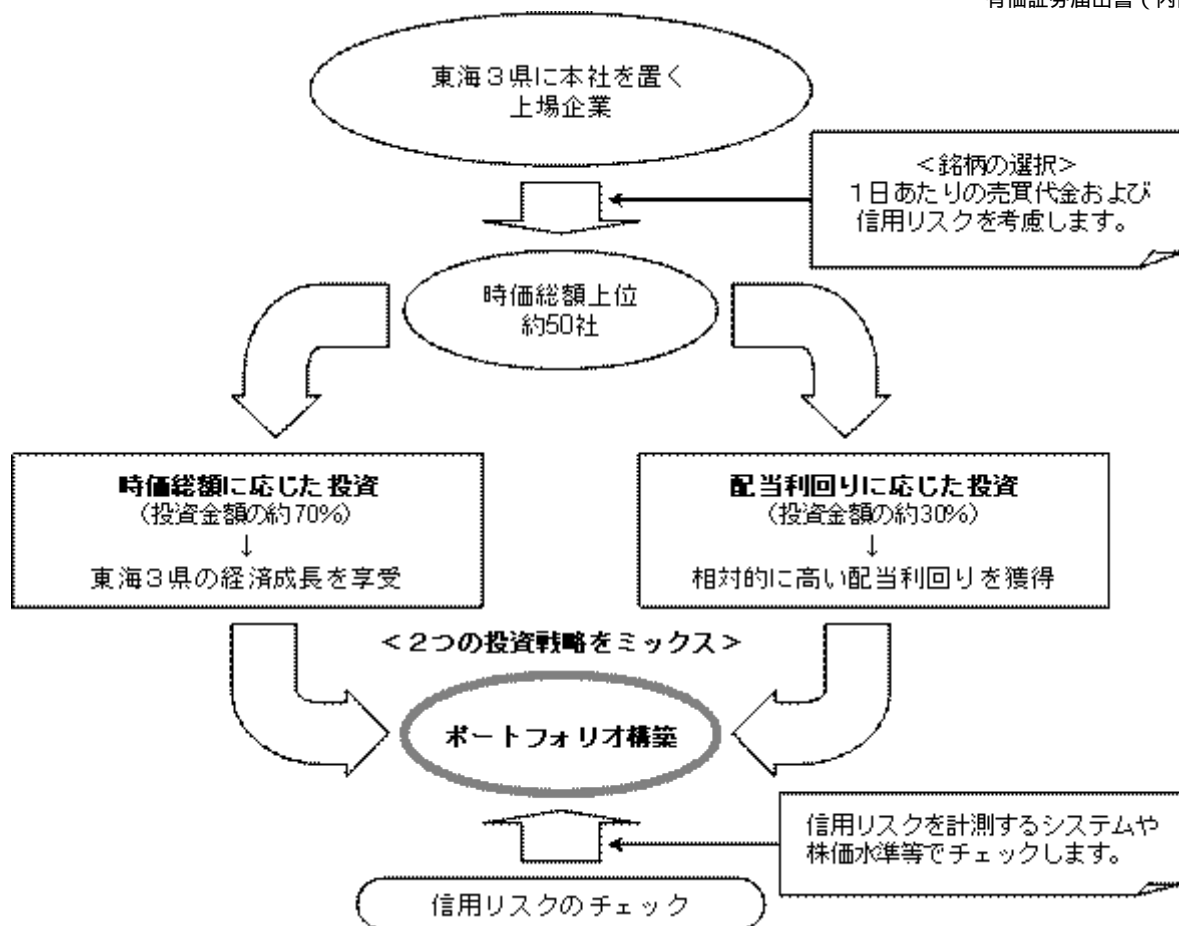 有価証券届出書（内
東海３県に本社を置く
上場企業
＜銘柄の選択＞
１日あたりの売買代金および
信用リスクを考慮します。
時価総額上位
約50社
時価総額に応じた投資
（投資金額の約70%）
↓
東海３県の経済成長を享受
配当利回りに応じた投資
（投資金額の約30%）
↓
相対的に高い配当利回りを獲得
＜２つの投資戦略をミックス＞
ポートフォリオ構築
信用リスクを計測するシステムや
株価水準等でチェックします。
信用リスクのチェック